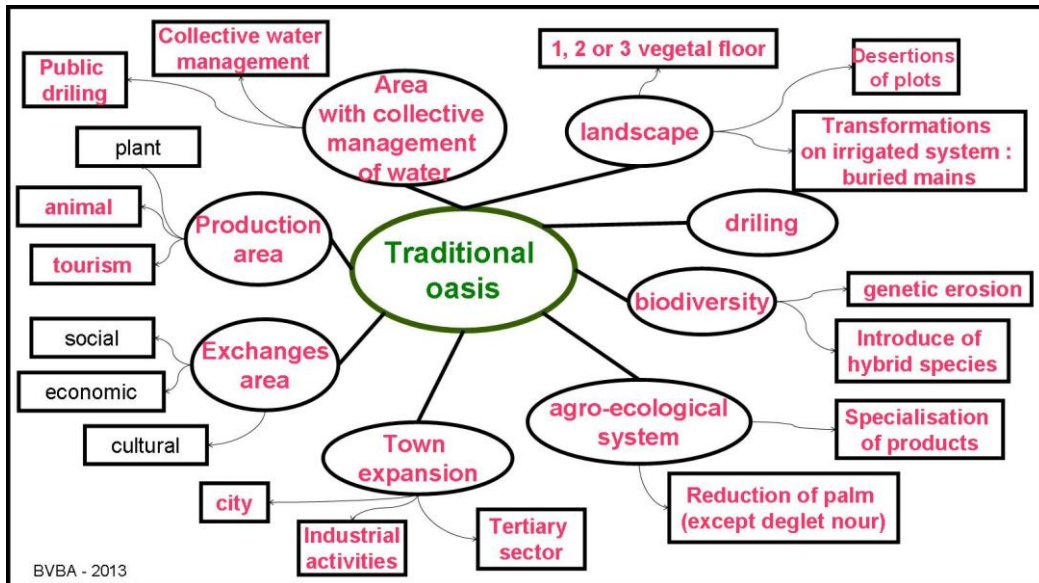 Collective water
management
Public
driling
Area
with collective
management
of water
1, 2 or 3 vegetal floor
landscape
Desertions
of plots
Transformations
on irrigated system :
buried mains
plant
animal
tourism
Production
area
Traditional
oasis
driling
biodiversity
genetic erosion
Introduce of
hybrid species
social
economic
cultural
Exchanges
area
agro-ecological
system
Specialisation
of products
Reduction of palm
(except deglet nour)
Town
expansion
city
Industrial
activities
Tertiary
sector
BVBA - 2013